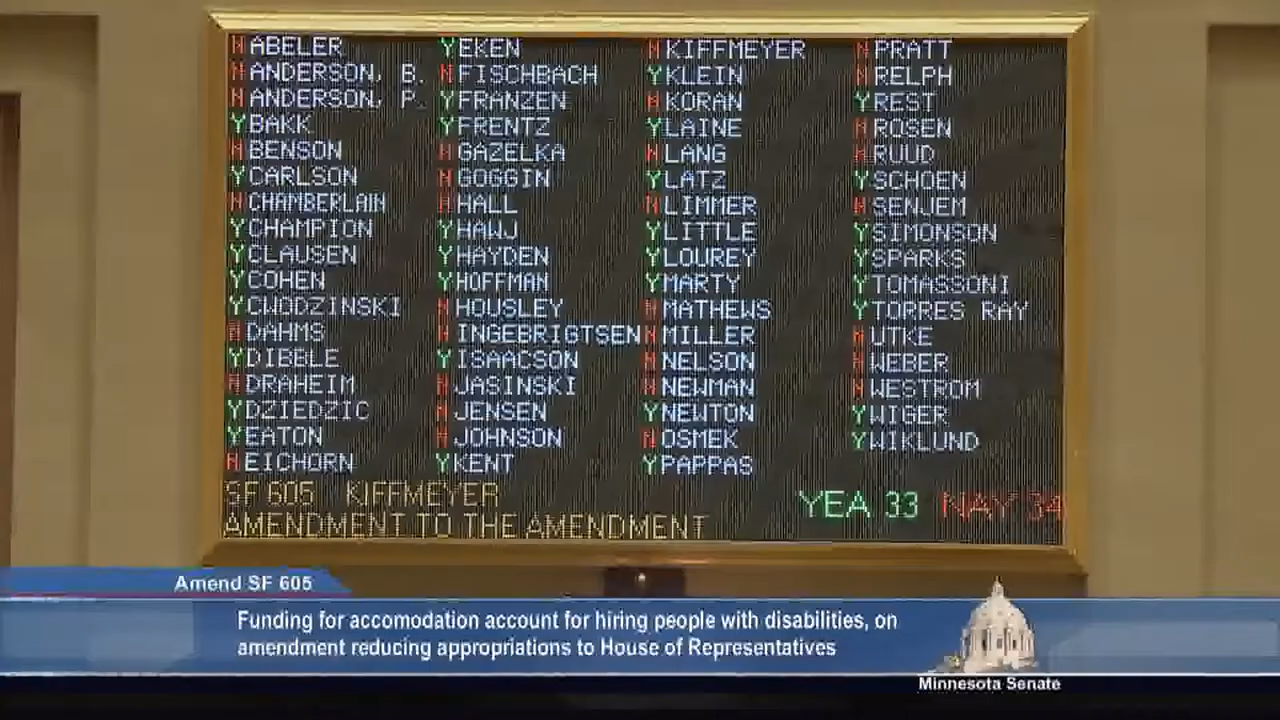 N ABELER Y EKEN N KIFFMEYER N PRATT
N ANDERSON, B. N FISCHBACH Y KLEIN N RELPH
N ANDERSON, P. Y FRANZEN N KORAN Y REST
Y BAKK Y FRENTZ Y LAINE N ROSEN
N BENSON N GAZELKA N LANG N RUUD
Y CARLSON N GOGGIN Y LATZ Y SCHOEN
N CHAMBERLAIN N HALL N LIMMER N SENJEM
Y CHAMPION Y HAWJ Y LITTLE Y SIMONSON
Y CLAUSEN Y HAYDEN Y LOUREY Y SPARKS
Y COHEN Y HOFFMAN Y MARTY Y TOMASSONI
Y CWODZINSKI N HOUSLEY N MATHEWS Y TORRES RAY
N DAHMS N INGEBRIGTSEN N MILLER N UTKE
Y DIBBLE Y ISAACSON N NELSON N WEBER
N DRAHEIM N JASINSKI N NEWMAN N WESTROM
Y DZIEDZIC N JENSEN Y NEWTON Y WIGER
Y EATON N JOHNSON N OSMEK Y WIKLUND
N EICHORN Y KENT Y PAPPAS
SF 605 KIFFMEYER
AMENDMENT TO THE AMENDMENT
YEA 33 NAY 34
Amend SF 605
Funding for accomodation account for hiring people with disabilities, on
amendment reducing appropriations to House of Representatives
Minnesota Senate